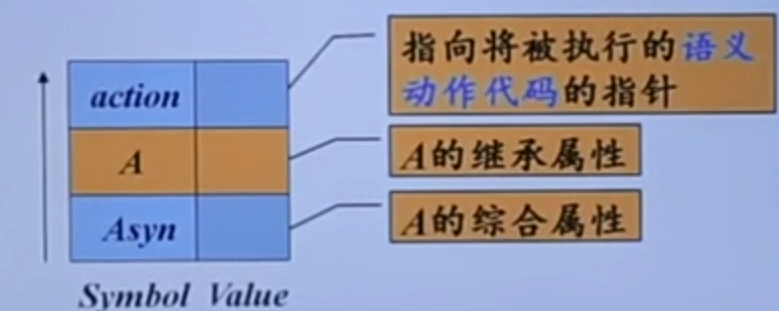 action
A
Asyn
Symbol Value
指向将被执行的语义
动作代码的指针
A的继承属性
A的综合属性